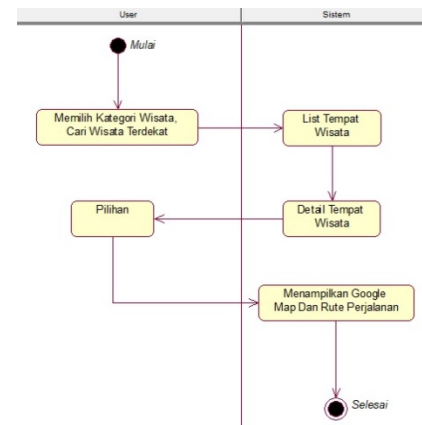 User
Sistem
Mulai
Memilih Kategori Wisata,
Cari Wisata Terdekat
List Tempat
Wisata
Pilihan
Detail Tempat
Wisata
Menampilkan Google
Map Dan Rute Perjalanan
Selesai